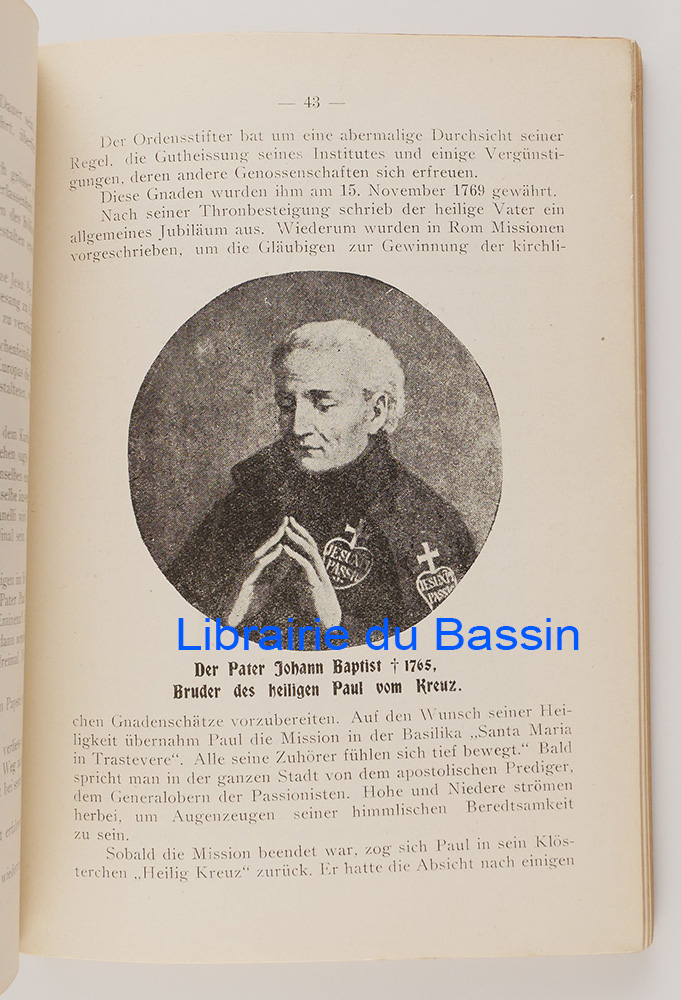 — 43 —
Der Ordensstifter bat um eine abermalige Durchsicht seiner
Regel, die Gutheissung seines Institutes und einige Vergünsti-
gungen, deren andere Genossenschaften sich erfreuen.
Diese Gnaden wurden ihm am 15. November 1769 gewährt.
Nach seiner Thronbesteigung schrieb der heilige Vater ein
allgemeines Jubiläum aus. Wiederum wurden in Rom Missionen
vorgeschrieben, um die Gläubigen zur Gewinnung der kirchli-
JESU XPI
PASSIO
JESU XPI
PASSIO
Librairie du Bassin
Der Pater Johann Baptist † 1765,
Bruder des heiligen Paul vom Kreuz.
chen Gnadenschätze vorzubereiten. Auf den Wunsch seiner Hei-
ligkeit übernahm Paul die Mission in der Basilika „Santa Maria
in Trastevere“. Alle seine Zuhörer fühlen sich tief bewegt.“ Bald
spricht man in der ganzen Stadt von dem apostolischen Prediger,
dem Generalobern der Passionisten. Hohe und Niedere strömen
herbei, um Augenzeugen seiner himmlischen Beredtsamkeit
zu sein.
Sobald die Mission beendet war, zog sich Paul in sein Klös-
terchen „Heilig Kreuz“ zurück. Er hatte die Absicht nach einigen